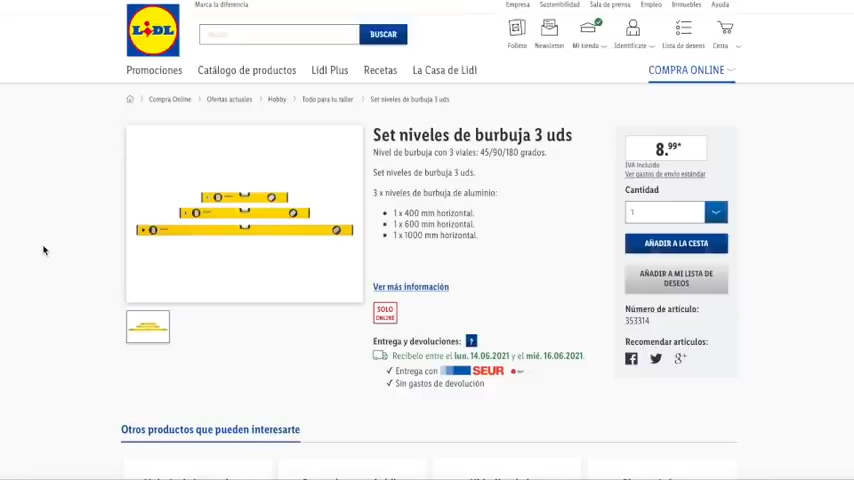 Marca la diferencia
Empresa Sostenibilidad Sala de prensa Empleo Inmuebles Ayuda
LIDL
BUSCAR
Folleto Newsletter Mi tienda Identifícate Lista de deseos Cesta
Promociones Catálogo de productos Lidl Plus Recetas La Casa de Lidl COMPRA ONLINE
Compra Online Ofertas actuales Hobby Todo para tu taller Set niveles de burbuja 3 uds
Set niveles de burbuja 3 uds
Nivel de burbuja con 3 viales: 45/90/180 grados.
Set niveles de burbuja 3 uds.
3 x niveles de burbuja de aluminio:
1 x 400 mm horizontal.
1 x 600 mm horizontal.
1 x 1000 mm horizontal.
Ver más información
SOLO
ONLINE
Entrega y devoluciones: ?
Recíbelo entre el lun. 14.06.2021 y el mié. 16.06.2021.
Entrega con SEUR
Sin gastos de devolución
8.99*
IVA incluido
Ver gastos de envío estándar
Cantidad
1
AÑADIR A LA CESTA
AÑADIR A MI LISTA DE
DESEOS
Número de artículo:
353314
Recomendar artículos:
Otros productos que pueden interesarte